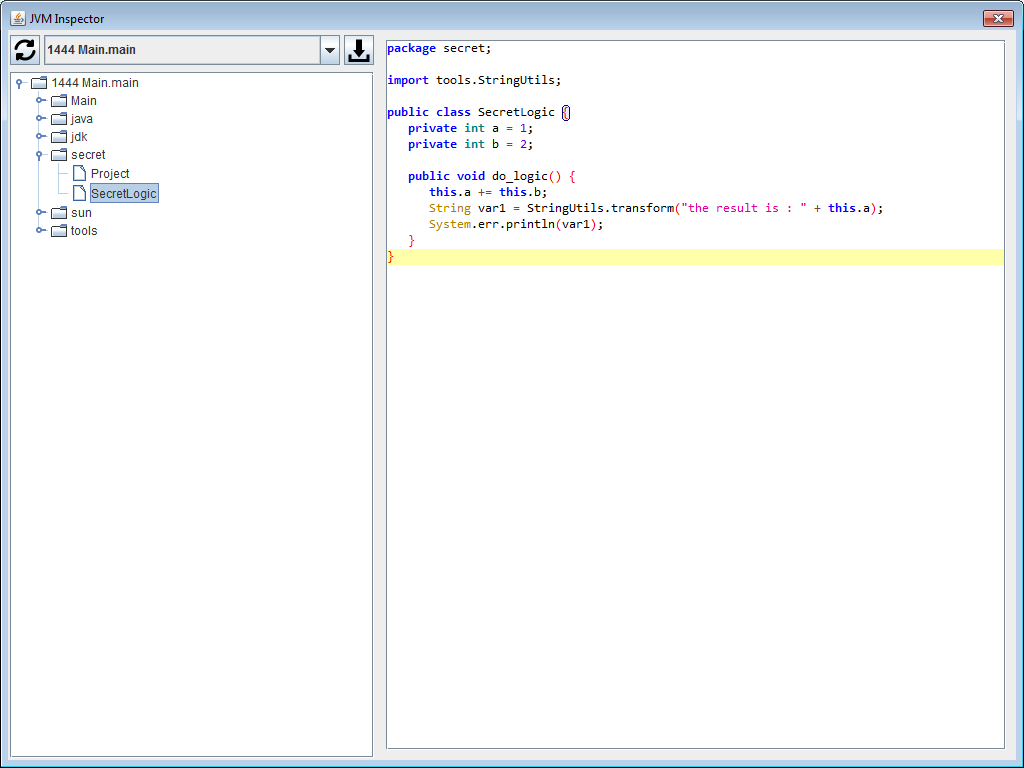 JVM Inspector
1444 Main.main
1444 Main.main
Main
java
jdk
secret
Project
SecretLogic
sun
tools
package secret;
import tools.StringUtils;
public class SecretLogic {
private int a = 1;
private int b = 2;
public void do_logic() {
this.a += this.b;
String var1 = StringUtils.transform("the result is : " + this.a);
System.err.println(var1);
}
}